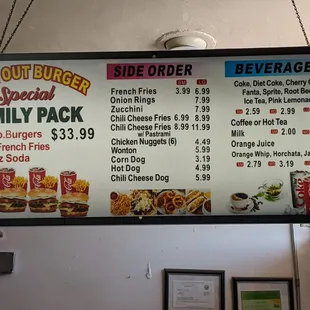 OUT BURGER
Special
MILY PACK
.Burgers $33.99
French Fries
z Soda
SIDE ORDER
SM LG
French Fries 3.99 6.99
Onion Rings 7.99
Zucchini 7.99
Chili Cheese Fries 6.99 8.99
Chili Cheese Fries 8.99 11.99
w/ Pastrami
Chicken Nuggets (6) 4.49
Wonton 5.99
Corn Dog 3.19
Hot Dog 4.99
Chili Cheese Dog 5.99
BEVERAGE
Coke, Diet Coke, Cherry C
Fanta, Sprite, Root Bee
Ice Tea, Pink Lemonad
2.59 2.99
Coffee or Hot Tea
Milk 2.00
Orange Juice
Orange Whip, Horchata, Ja
2.79 3.19